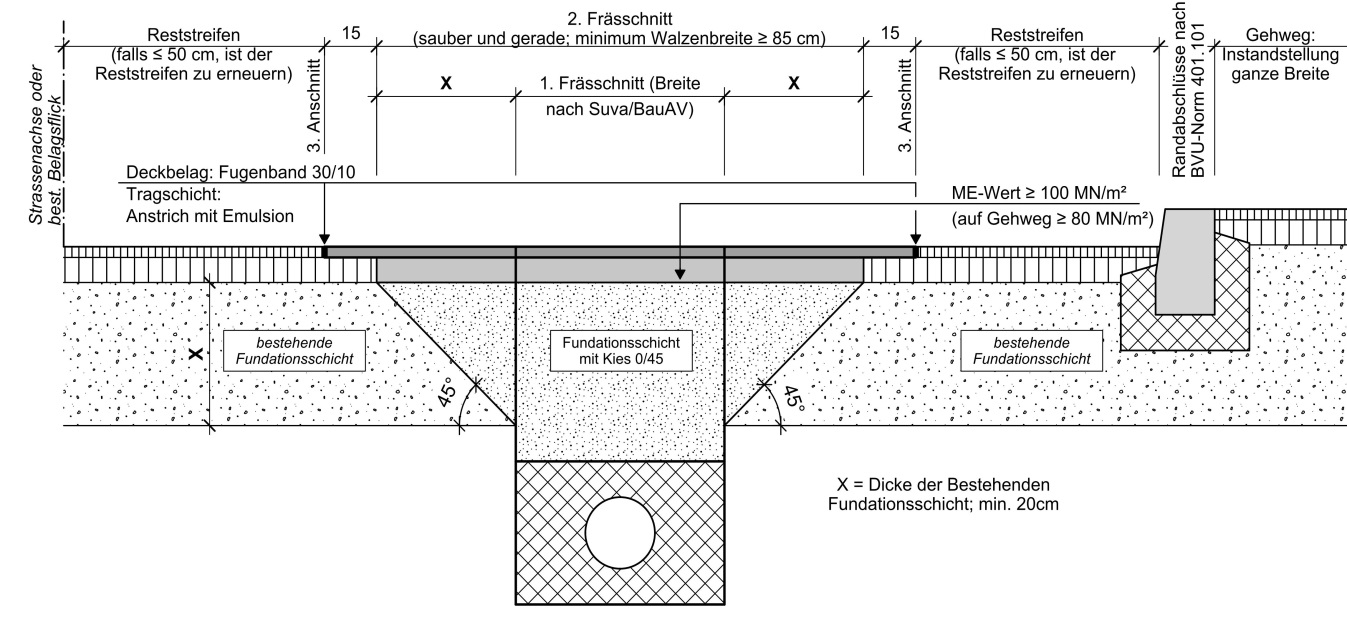 Strassenachse oder
best. Belagsflick
Reststreifen
(falls ≤ 50 cm, ist der
Reststreifen zu erneuern)
3. Anschnitt
15
2. Frässchnitt
(sauber und gerade; minimum Walzenbreite ≥ 85 cm)
X
1. Frässchnitt (Breite
nach Suva/BauAV)
X
15
3. Anschnitt
Reststreifen
(falls ≤ 50 cm, ist der
Reststreifen zu erneuern)
Randabschlüsse nach
BVU-Norm 401.101
Gehweg:
Instandstellung
ganze Breite
Deckbelag: Fugenband 30/10
Tragschicht:
Anstrich mit Emulsion
ME-Wert ≥ 100 MN/m²
(auf Gehweg ≥ 80 MN/m²)
X
bestehende
Fundationsschicht
45°
Fundationsschicht
mit Kies 0/45
45°
bestehende
Fundationsschicht
X = Dicke der Bestehenden
Fundationsschicht; min. 20cm